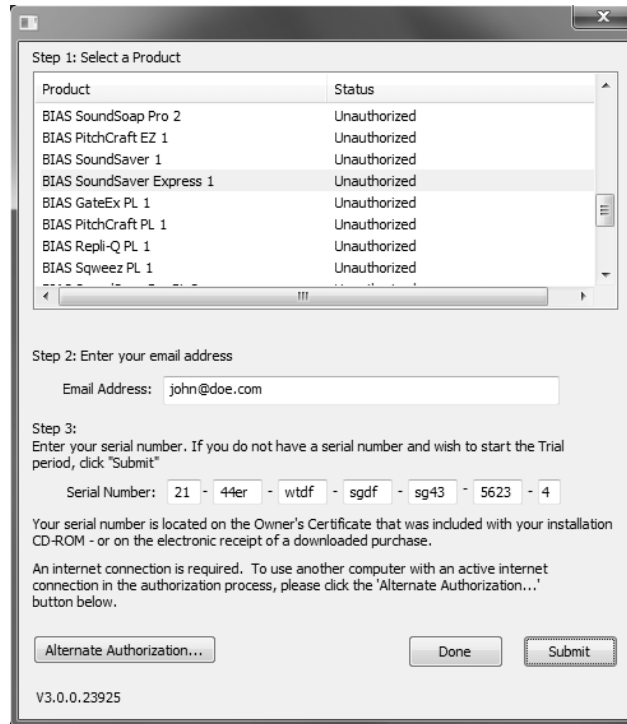 Step 1: Select a Product
Product Status
BIAS SoundSoap Pro 2 Unauthorized
BIAS PitchCraft EZ 1 Unauthorized
BIAS SoundSaver 1 Unauthorized
BIAS SoundSaver Express 1 Unauthorized
BIAS GateEx PL 1 Unauthorized
BIAS PitchCraft PL 1 Unauthorized
BIAS Repli-Q PL 1 Unauthorized
BIAS Sqweez PL 1 Unauthorized
Step 2: Enter your email address
Email Address: john@doe.com
Step 3:
Enter your serial number. If you do not have a serial number and wish to start the Trial
period, click "Submit"
Serial Number: 21 - 44er - wtdf - sgdf - sg43 - 5623 - 4
Your serial number is located on the Owner's Certificate that was included with your installation
CD-ROM - or on the electronic receipt of a downloaded purchase.
An internet connection is required. To use another computer with an active internet
connection in the authorization process, please click the 'Alternate Authorization...'
button below.
Alternate Authorization... Done Submit
V3.0.0.23925